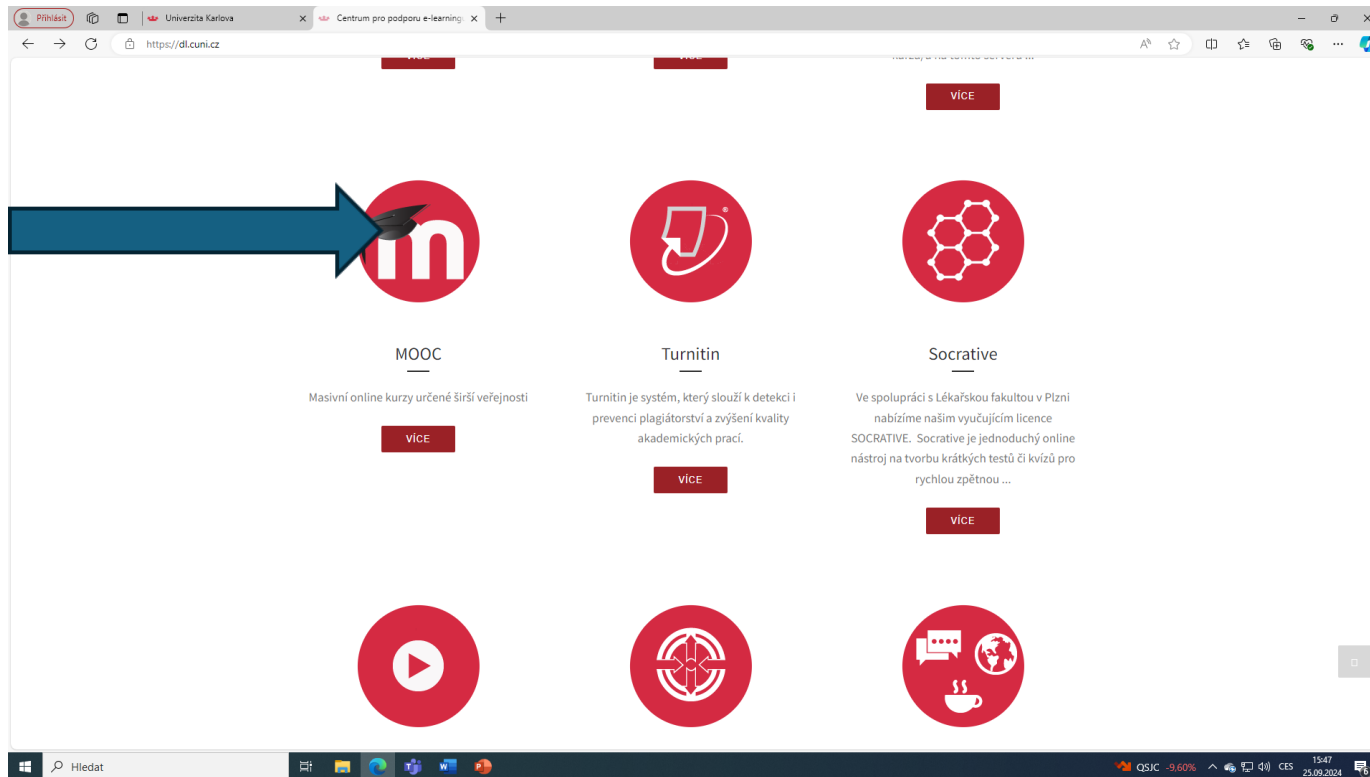 Přihlásit
Univerzita Karlova
Centrum pro podporu e-learning
https://dl.cuni.cz
VÍCE
m
MOOC
Turnitin
Socrative
Masivní online kurzy určené širší veřejnosti
VÍCE
Turnitin je systém, který slouží k detekci i
prevenci plagiátorství a zvýšení kvality
akademických prací.
VÍCE
Ve spolupráci s Lékařskou fakultou v Plzni
nabízíme našim vyučujícím licence
SOCRATIVE. Socrative je jednoduchý online
nástroj na tvorbu krátkých testů či kvízů pro
rychlou zpětnou ...
VÍCE
Hledat
QSJC -9,60%
CES
15:47
25.09.2024